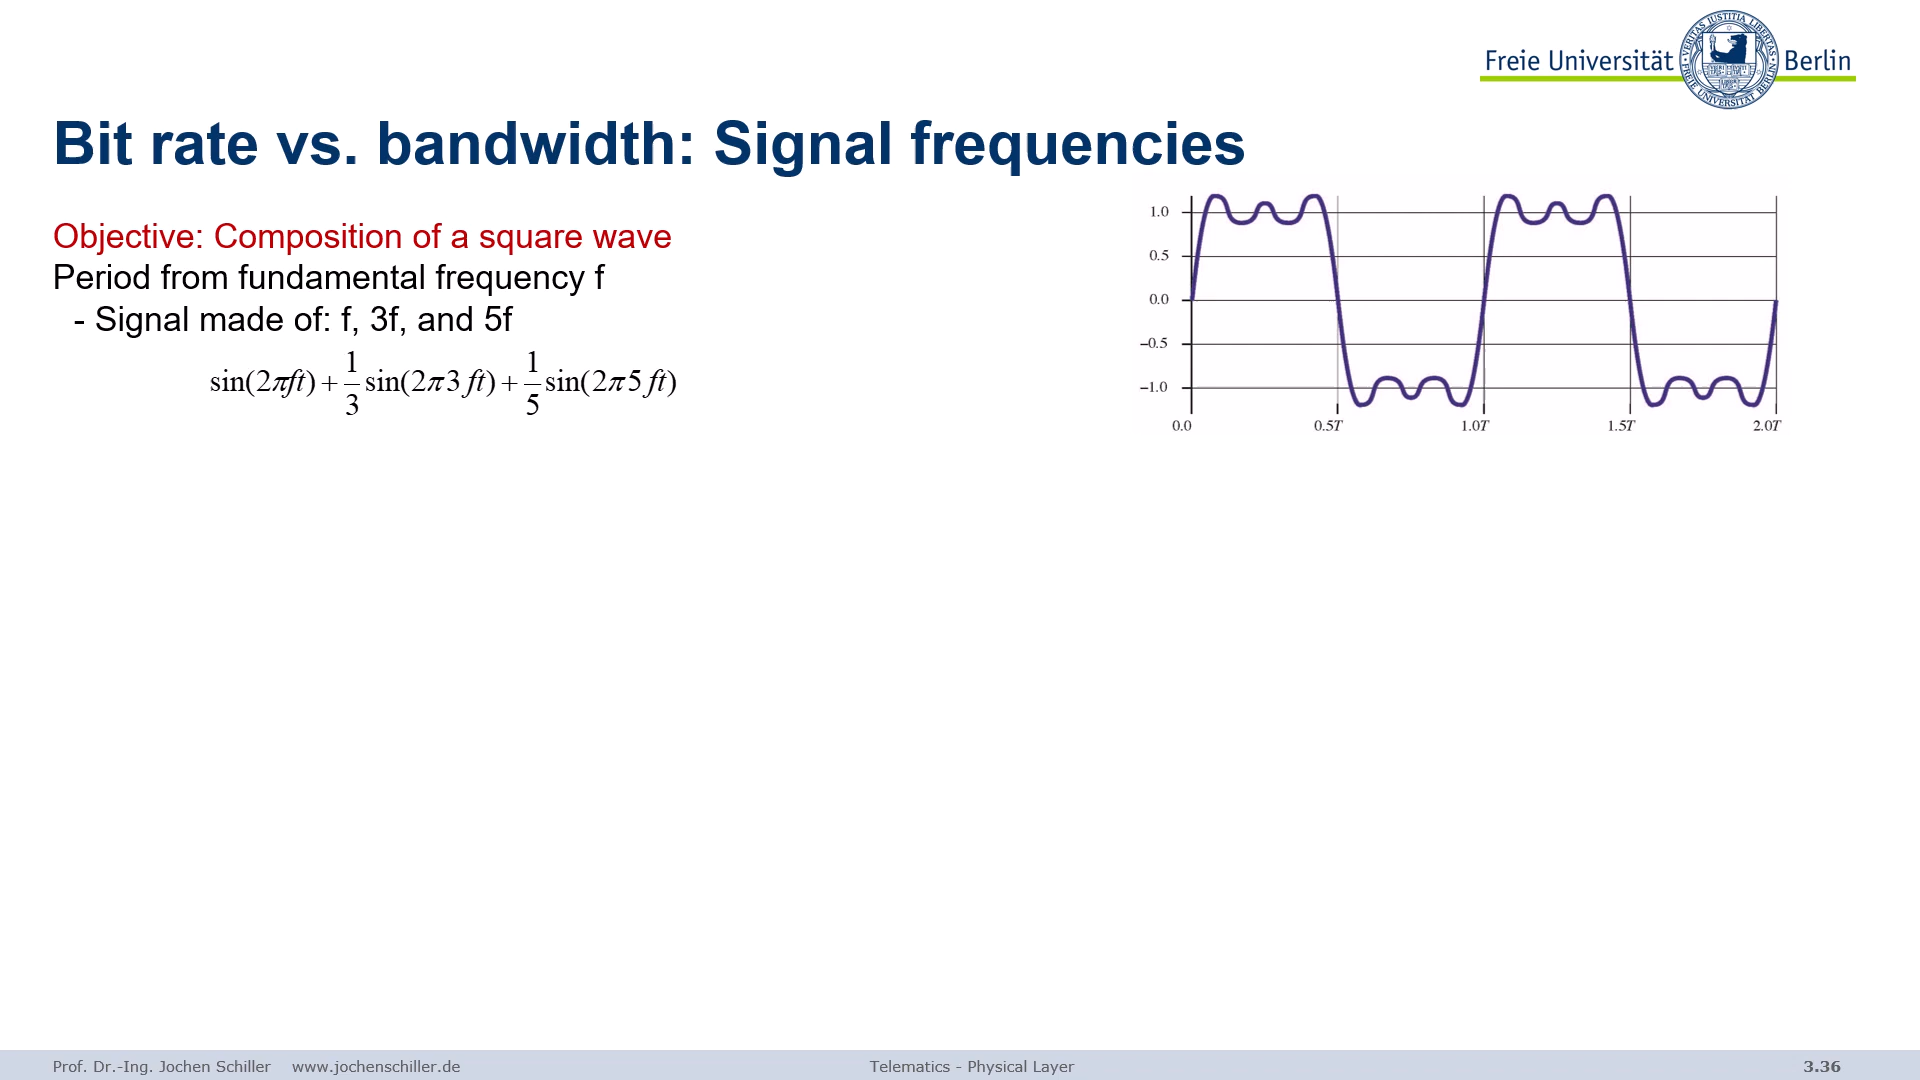 Freie Universität Berlin
Bit rate vs. bandwidth: Signal frequencies
Objective: Composition of a square wave
Period from fundamental frequency f
- Signal made of: f, 3f, and 5f
sin(2πft) + 1/3 sin(2π3ft) + 1/5 sin(2π5ft)
1.0
0.5
0.0
−0.5
−1.0
0.0 0.5T 1.0T 1.5T 2.0T
Prof. Dr.-Ing. Jochen Schiller www.jochenschiller.de Telematics - Physical Layer 3.36